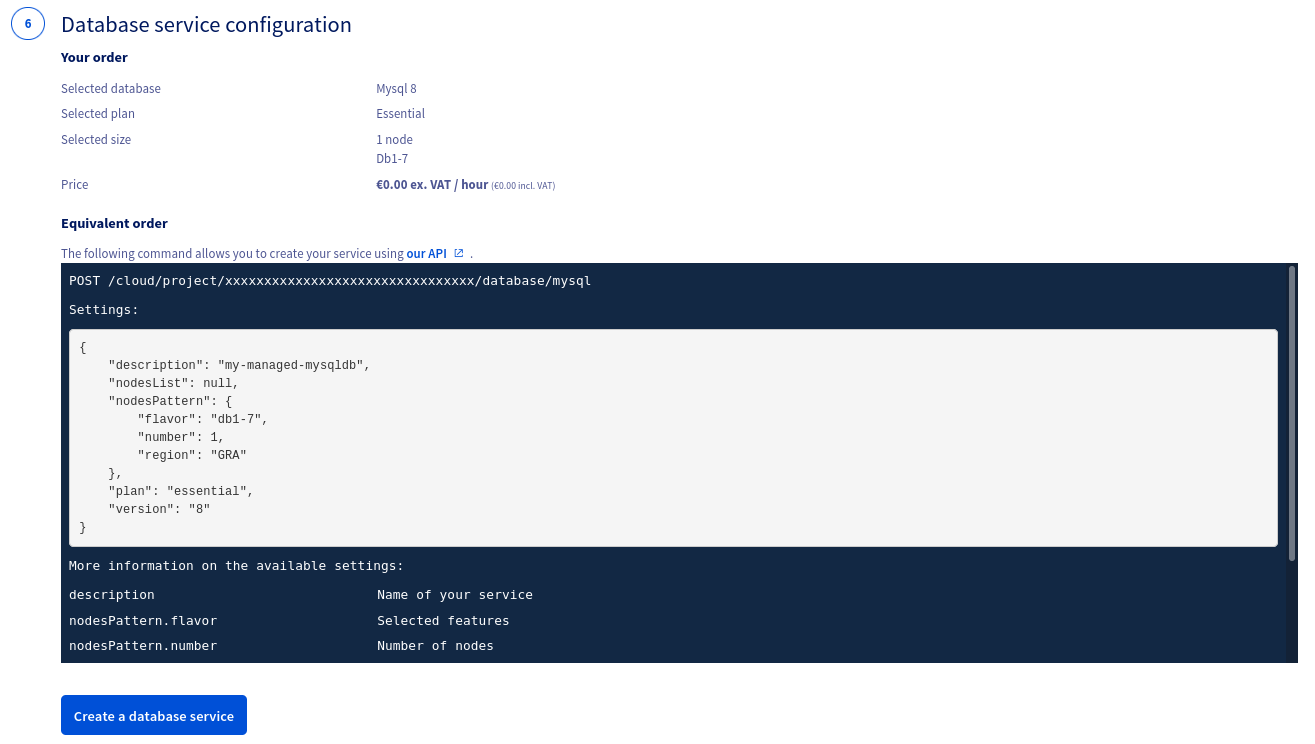 6 Database service configuration
Your order
Selected database Mysql 8
Selected plan Essential
Selected size 1 node
Db1-7
Price €0.00 ex. VAT / hour (€0.00 incl. VAT)
Equivalent order
The following command allows you to create your service using our API .
POST /cloud/project/xxxxxxxxxxxxxxxxxxxxxxxxxxxxxxxx/database/mysql
Settings:
{
    "description": "my-managed-mysqldb",
    "nodesList": null,
    "nodesPattern": {
        "flavor": "db1-7",
        "number": 1,
        "region": "GRA"
    },
    "plan": "essential",
    "version": "8"
}
More information on the available settings:
description Name of your service
nodesPattern.flavor Selected features
nodesPattern.number Number of nodes
Create a database service